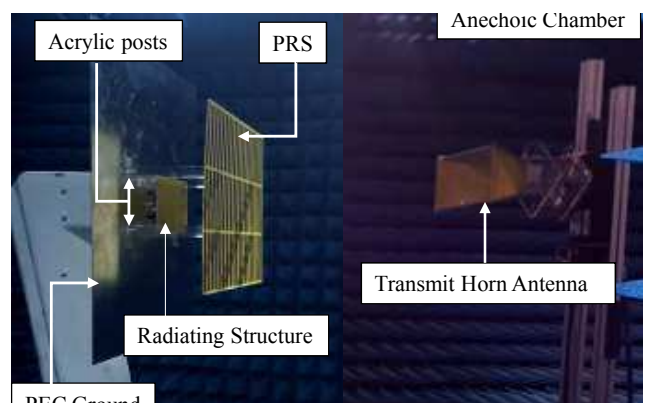 Anechoic Chamber
Acrylic posts
PRS
Transmit Horn Antenna
Radiating Structure
PEC Ground